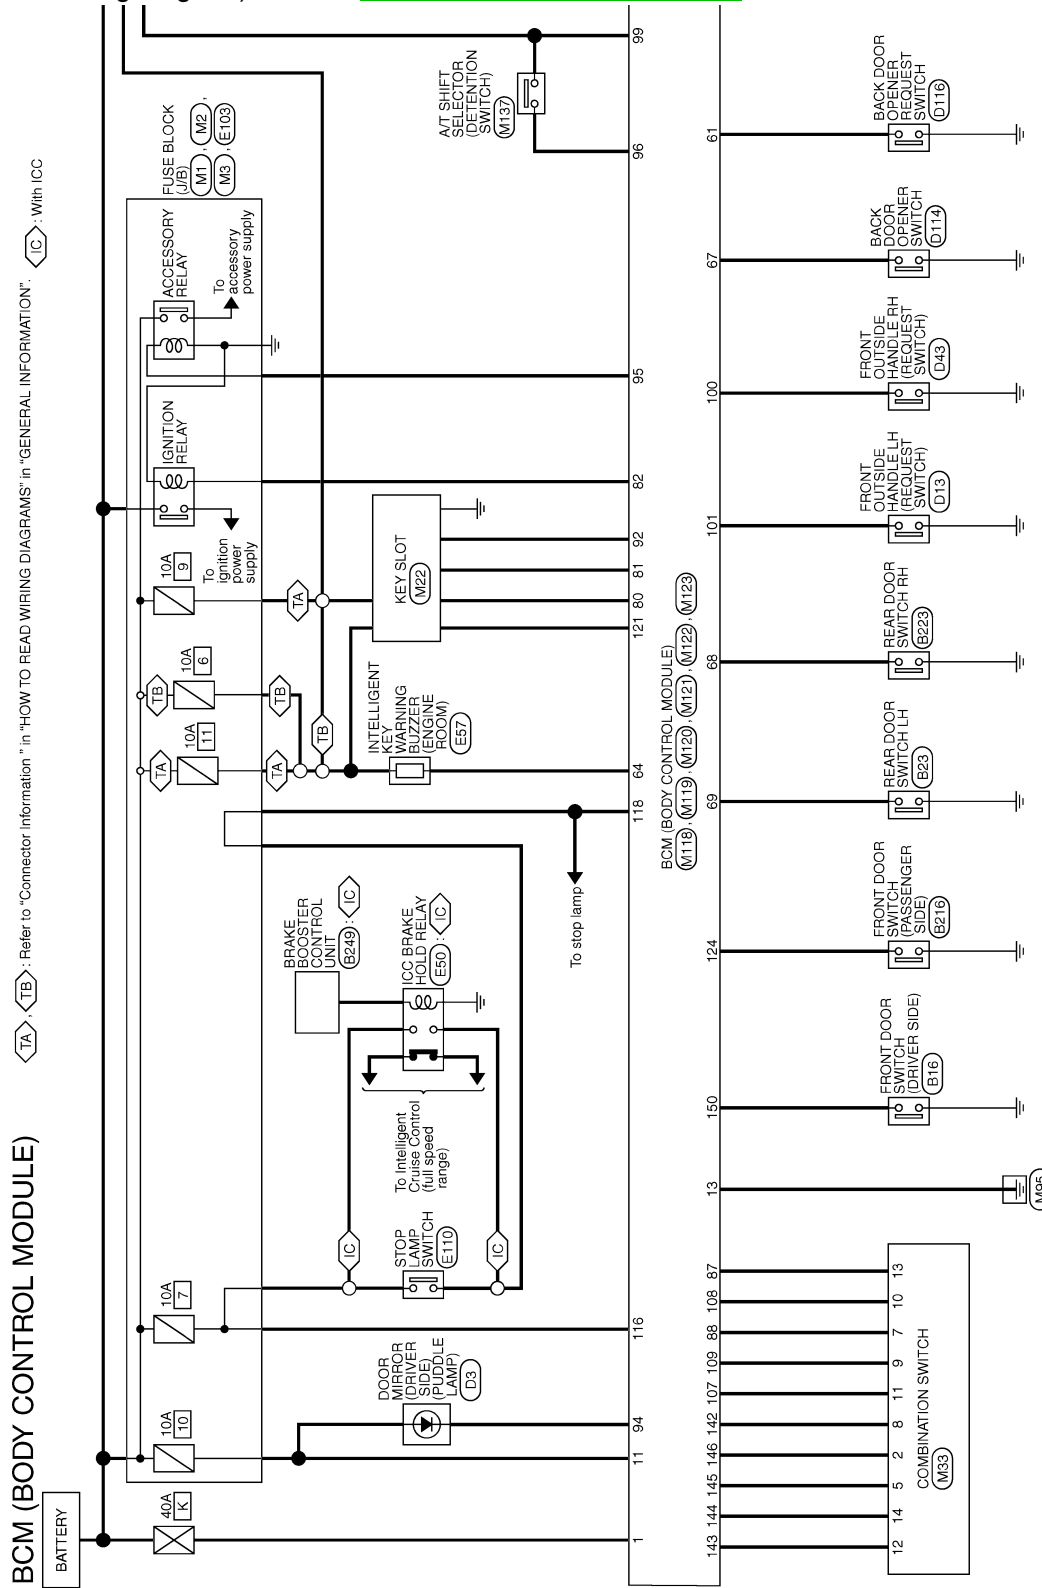 BCM (BODY CONTROL MODULE)
TA , TB : Refer to "Connector Information " in "HOW TO READ WIRING DIAGRAMS" in "GENERAL INFORMATION".
IC : With ICC
BATTERY
40A
K
10A
10
10A
7
TA
10A
11
TB
10A
6
10A
9
To
ignition
power
supply
IGNITION
RELAY
ACCESSORY
RELAY
To
accessory
power supply
FUSE BLOCK
(J/B)
M1 , M2 ,
M3 , E103
TA
TB
TA
TB
DOOR
MIRROR
(DRIVER
SIDE)
(PUDDLE
LAMP)
D3
STOP
LAMP
SWITCH
E110
IC
IC
To Intelligent
Cruise Control
(full speed
range)
BRAKE
BOOSTER
CONTROL
UNIT
B249 : IC
ICC BRAKE
HOLD RELAY
E50 : IC
To stop lamp
INTELLIGENT
KEY
WARNING
BUZZER
(ENGINE
ROOM)
E57
KEY SLOT
M22
A/T SHIFT
SELECTOR
(DETENTION
SWITCH)
M137
1
11
94
116
118
64
121
80
81
92
82
95
96
99
BCM (BODY CONTROL MODULE)
M118 , M119 , M120 , M121 , M122 , M123
143
144
145
146
142
107
109
88
108
87
13
150
124
69
68
101
100
67
61
12
14
5
2
8
11
9
7
10
13
COMBINATION SWITCH
M33
M95
FRONT DOOR
SWITCH
(DRIVER SIDE)
B16
FRONT DOOR
SWITCH
(PASSENGER
SIDE)
B216
REAR DOOR
SWITCH LH
B23
REAR DOOR
SWITCH RH
B223
FRONT
OUTSIDE
HANDLE LH
(REQUEST
SWITCH)
D13
FRONT
OUTSIDE
HANDLE RH
(REQUEST
SWITCH)
D43
BACK
DOOR
OPENER
SWITCH
D114
BACK DOOR
OPENER
REQUEST
SWITCH
D116